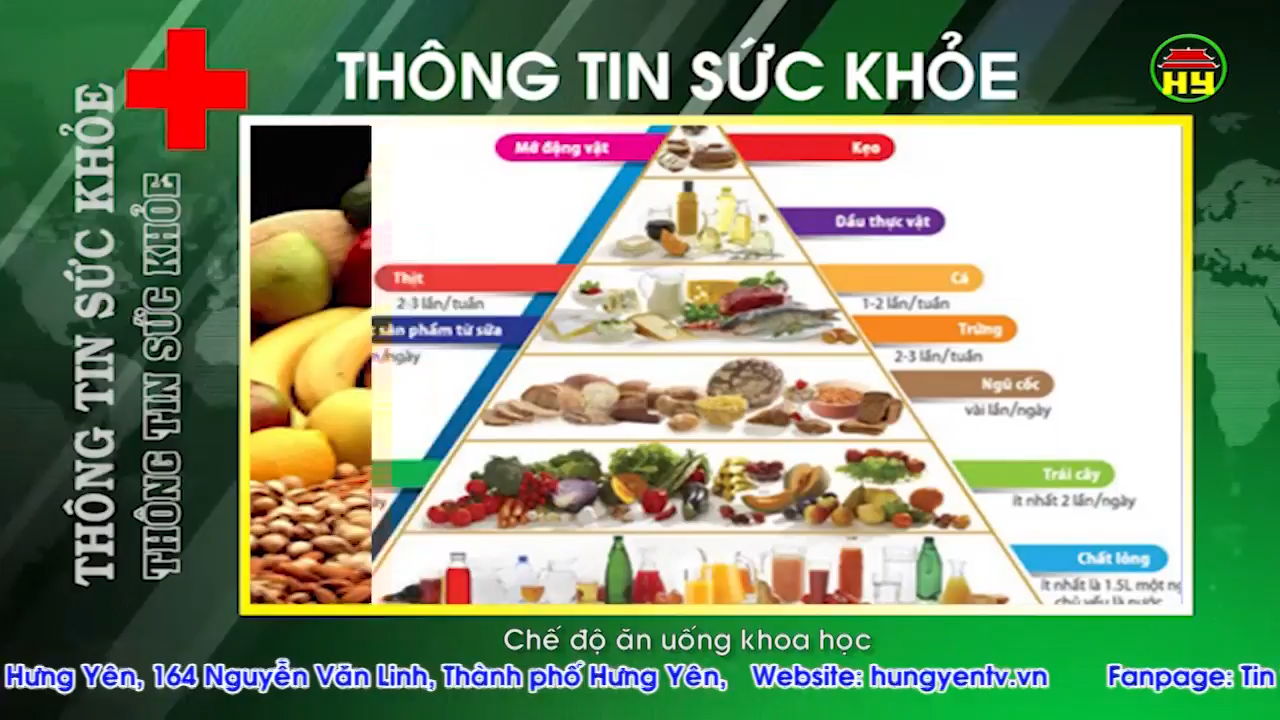 THÔNG TIN SỨC KHỎE
HY
THÔNG TIN SỨC KHỎE
THÔNG TIN SỨC KHỎE
Mỡ động vật
Kẹo
Dầu thực vật
Thịt
2-3 lần/tuần
Cá
1-2 lần/tuần
sản phẩm từ sữa
/ngày
Trứng
2-3 lần/tuần
Ngũ cốc
vài lần/ngày
Trái cây
ít nhất 2 lần/ngày
Chất lỏng
ít nhất là 1.5L một
chủ yếu là nước
Chế độ ăn uống khoa học
Hưng Yên, 164 Nguyễn Văn Linh, Thành phố Hưng Yên, Website: hungyentv.vn Fanpage: Tin